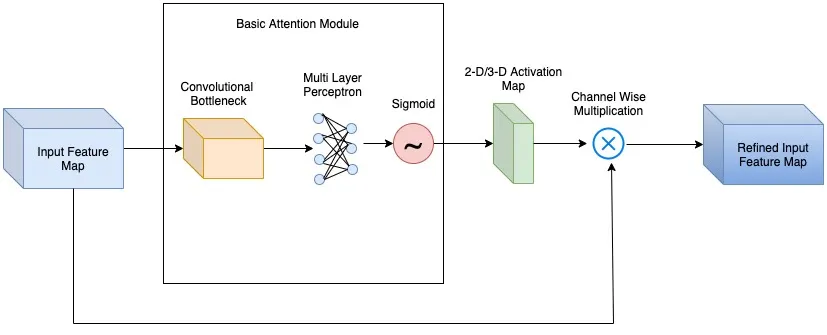 Basic Attention Module
Convolutional
Bottleneck
Multi Layer
Perceptron
Sigmoid
~
2-D/3-D Activation
Map
Channel Wise
Multiplication
Input Feature
Map
Refined Input
Feature Map